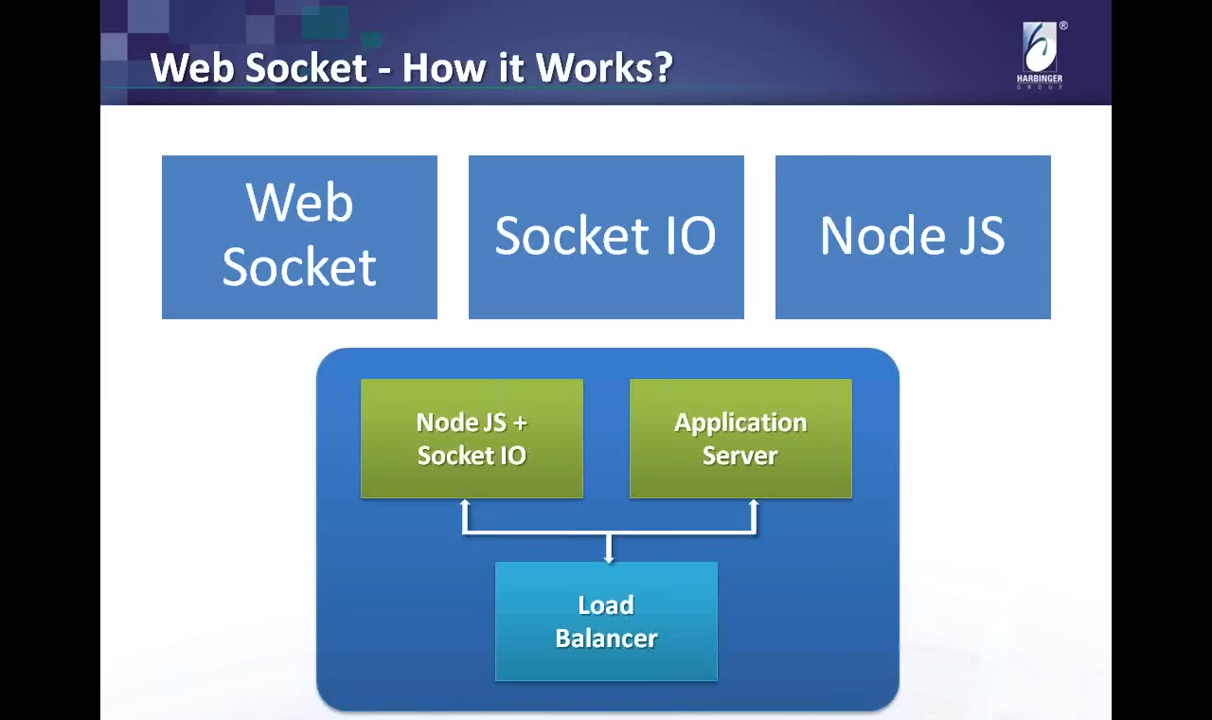 Web Socket - How it Works?
®
HARBINGER
GROUP
Web
Socket
Socket IO
Node JS
Node JS +
Socket IO
Application
Server
Load
Balancer